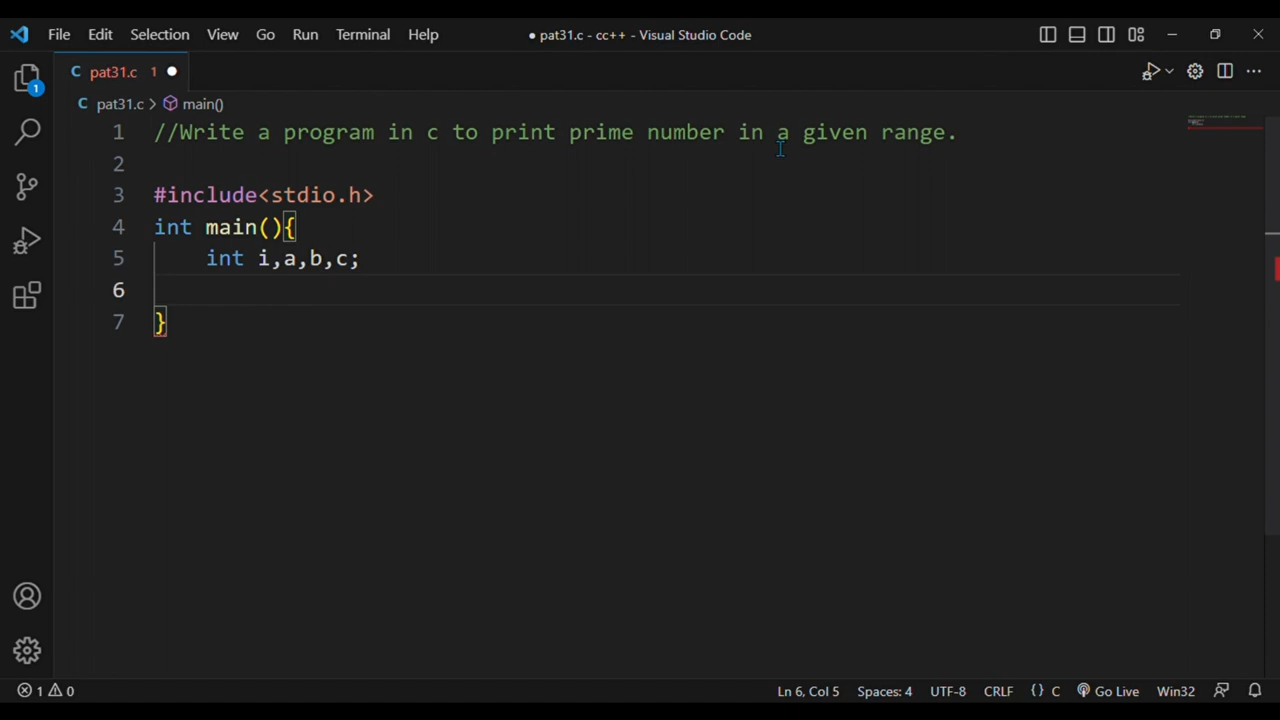 File Edit Selection View Go Run Terminal Help ● pat31.c - cc++ - Visual Studio Code
C pat31.c 1 ●
C pat31.c > main()
1 //Write a program in c to print prime number in a given range.
2
3 #include<stdio.h>
4 int main(){
5 int i,a,b,c;
6
7 }
1
1 0 Ln 6, Col 5 Spaces: 4 UTF-8 CRLF {} C Go Live Win32